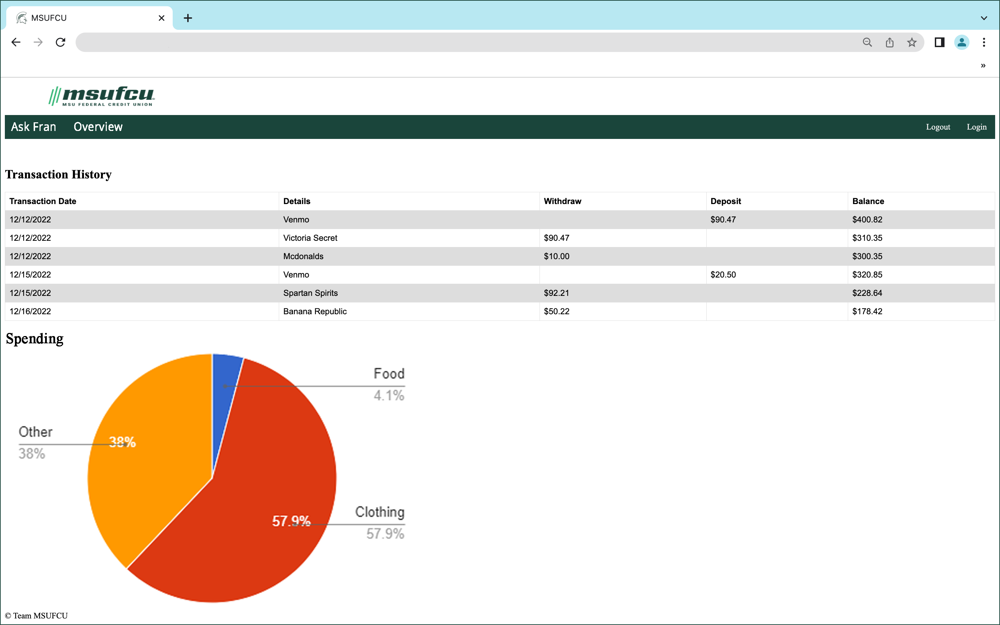 MSUFCU
msufcu
MSU FEDERAL CREDIT UNION
Ask Fran Overview Logout Login
Transaction History
Transaction Date Details Withdraw Deposit Balance
12/12/2022 Venmo $90.47 $400.82
12/12/2022 Victoria Secret $90.47 $310.35
12/12/2022 Mcdonalds $10.00 $300.35
12/15/2022 Venmo $20.50 $320.85
12/15/2022 Spartan Spirits $92.21 $228.64
12/16/2022 Banana Republic $50.22 $178.42
Spending
Food
4.1%
Other
38%
38%
Clothing
57.9%
57.9%
© Team MSUFCU